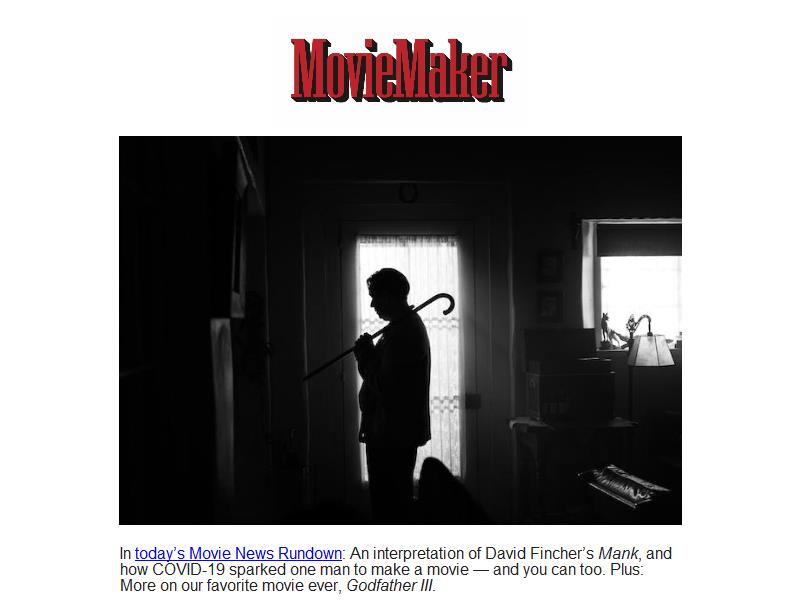 MovieMaker
In today's Movie News Rundown: An interpretation of David Fincher's Mank, and
how COVID-19 sparked one man to make a movie — and you can too. Plus:
More on our favorite movie ever, Godfather III.